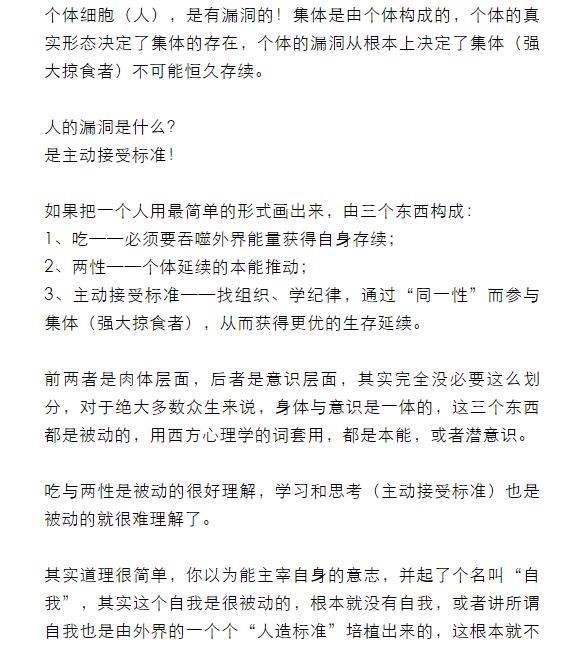 个体细胞（人），是有漏洞的！集体是由个体构成的，个体的真
实形态决定了集体的存在，个体的漏洞从根本上决定了集体（强
大掠食者）不可能恒久存续。
人的漏洞是什么？
是主动接受标准！
如果把一个人用最简单的形式画出来，由三个东西构成：
1、吃——必须要吞噬外界能量获得自身存续；
2、两性——个体延续的本能推动；
3、主动接受标准——找组织、学纪律，通过“同一性”而参与
集体（强大掠食者），从而获得更优的生存延续。
前两者是肉体层面，后者是意识层面，其实完全没必要这么划
分，对于绝大多数众生来说，身体与意识是一体的，这三个东西
都是被动的，用西方心理学的词套用，都是本能，或者潜意识。
吃与两性是被动的很好理解，学习和思考（主动接受标准）也是
被动的就很难理解了。
其实道理很简单，你以为能主宰自身的意志，并起了个名叫“自
我”，其实这个自我是很被动的，根本就没有自我，或者讲所谓
自我也是由外界的一个个“人造标准”培植出来的，这根本就不